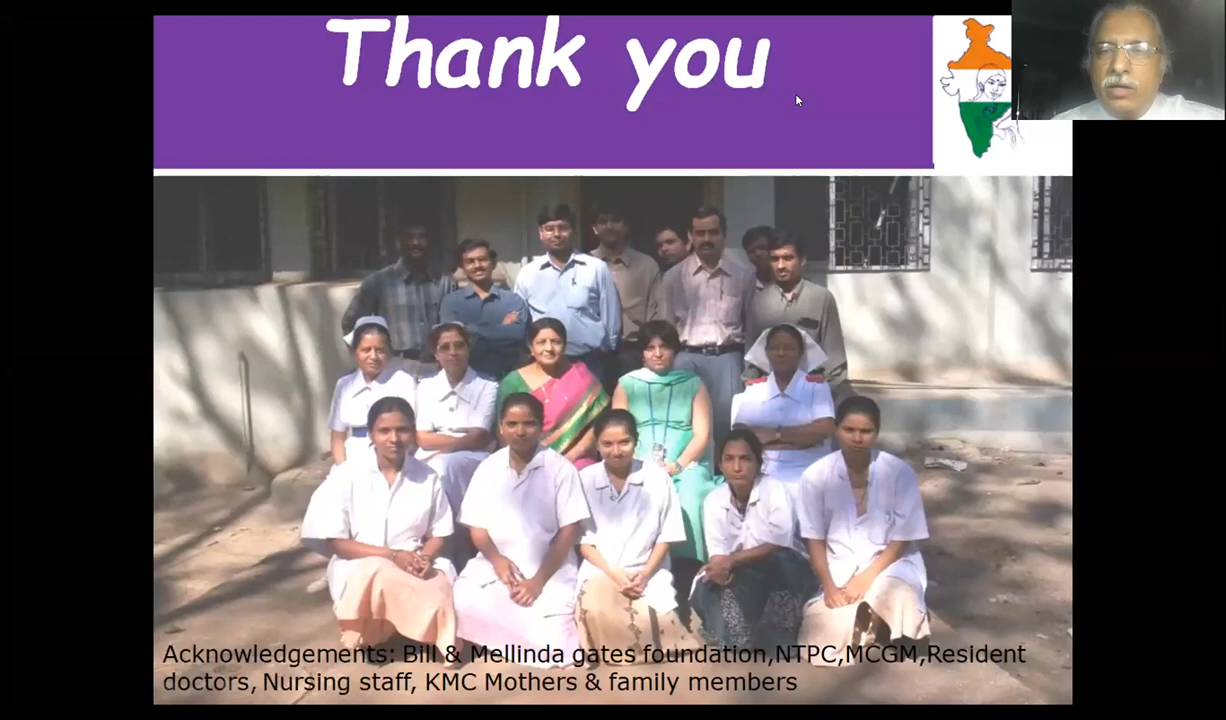 Thank you
Acknowledgements: Bill & Mellinda gates foundation,NTPC,MCGM,Resident
doctors, Nursing staff, KMC Mothers & family members